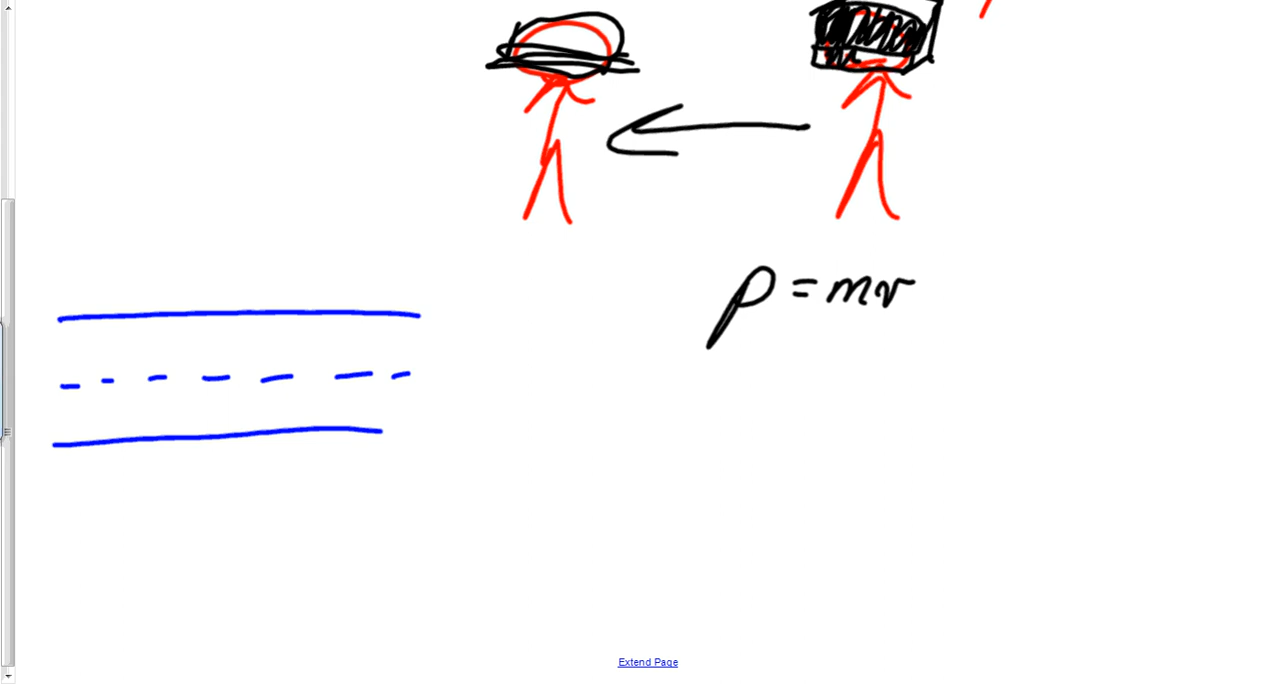 p = mv
Extend Page